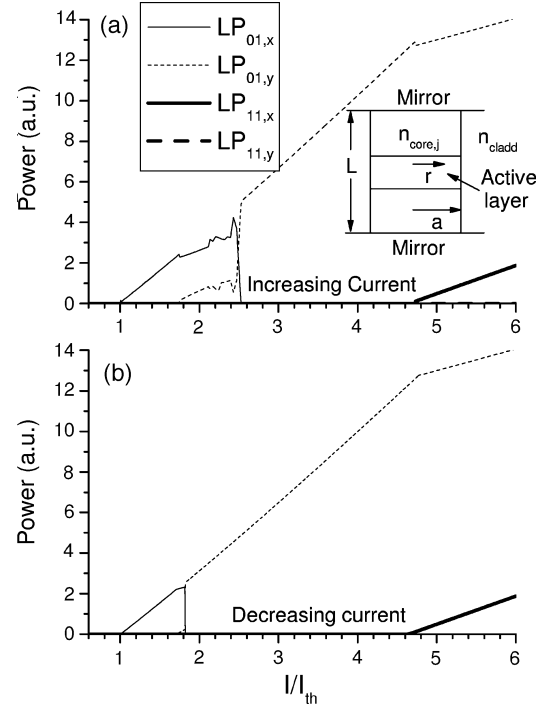 (a)
LP01,x
LP01,y
LP11,x
LP11,y
Power (a.u.)
14
12
10
8
6
4
2
0
Mirror
ncore,j
ncladd
L
r
Active
layer
a
Mirror
Increasing Current
1 2 3 4 5 6
(b)
Power (a.u.)
14
12
10
8
6
4
2
0
Decreasing current
1 2 3 4 5 6
I/Ith